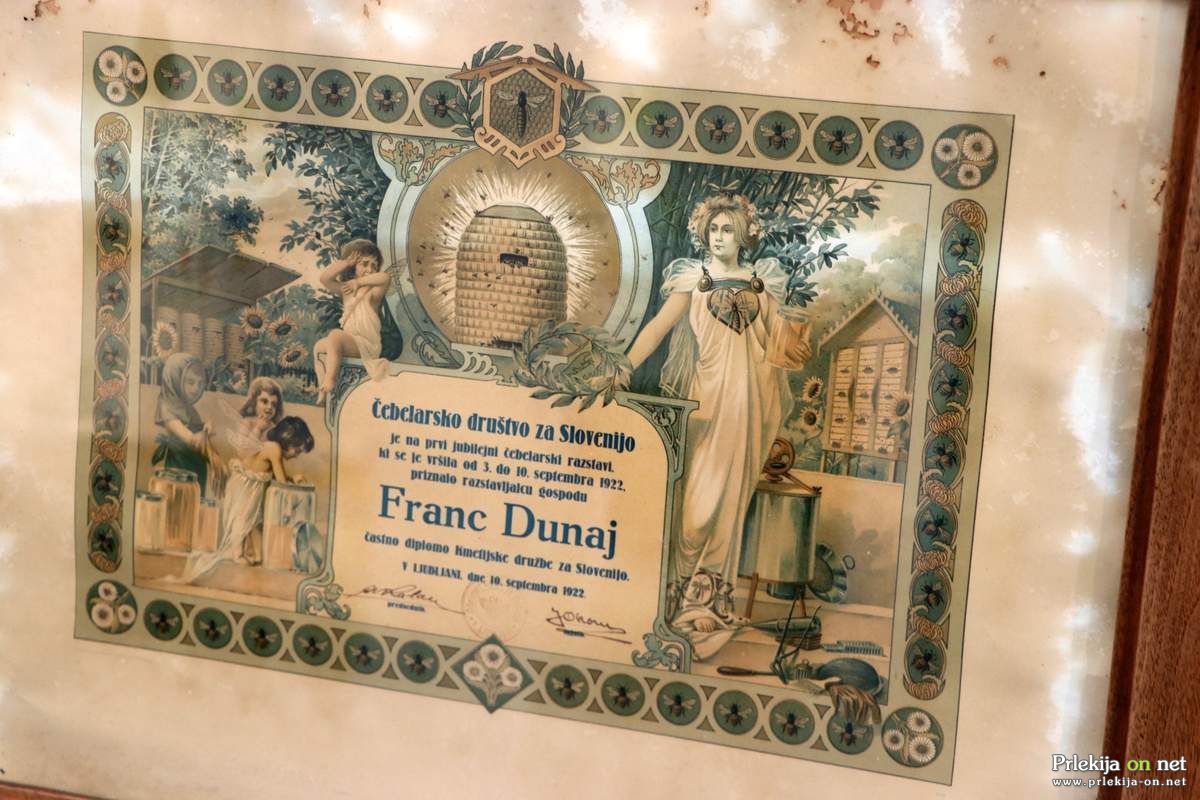 Čebelarsko društvo za Slovenijo
je na prvi jubilejni čebelarski razstavi,
ki se je vršila od 3. do 10. septembra 1922,
priznalo razstavljalcu gospodu
Franc Dunaj
častno diplomo Kmetijske družbe za Slovenijo.
V LJUBLJANI, dne 10. septembra 1922.
predsednik
Prlekija on net
www.prlekija-on.net